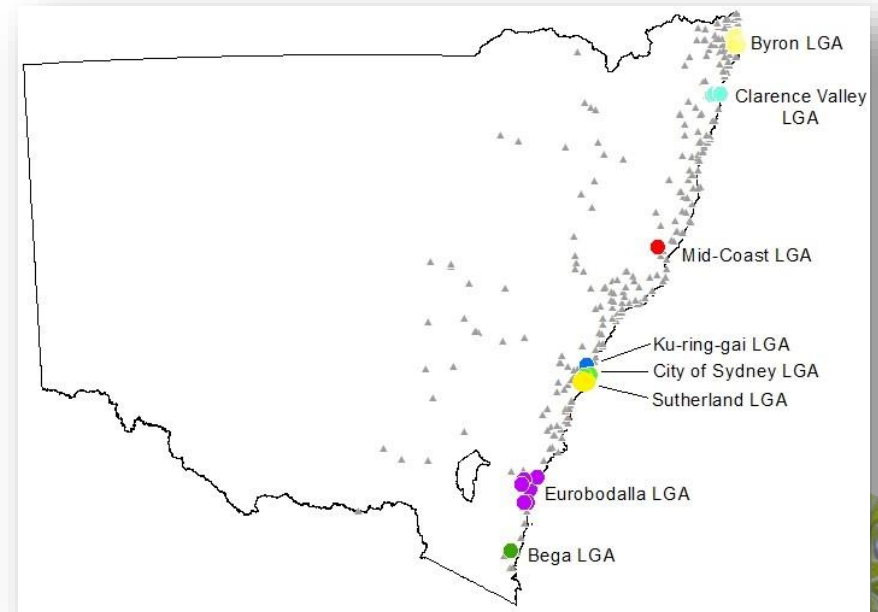 Byron LGA
Clarence Valley
LGA
Mid-Coast LGA
Ku-ring-gai LGA
City of Sydney LGA
Sutherland LGA
Eurobodalla LGA
Bega LGA